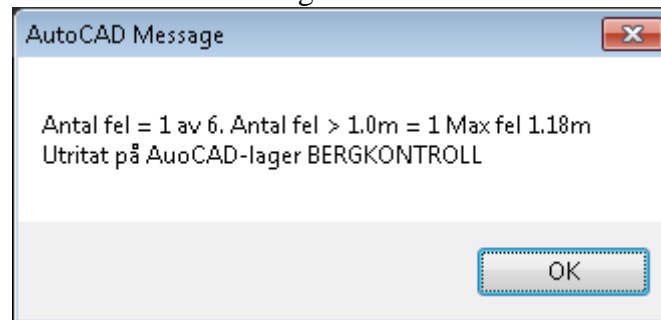 AutoCAD Message
Antal fel = 1 av 6. Antal fel > 1.0m = 1 Max fel 1.18m
Utritat på AuoCAD-lager BERGKONTROLL
OK